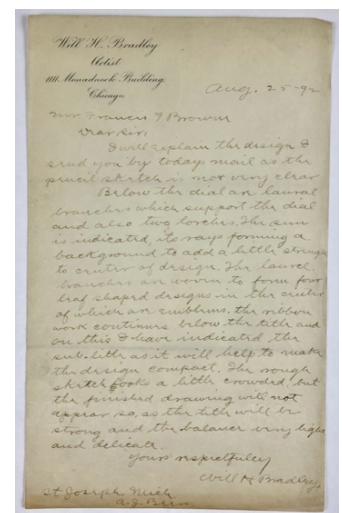 Will H. Bradley
Artist
1111 Monadnock Building
Chicago
Aug. 25-92
Mr. Francis F Browne
Dear Sir;
I will explain the design I
send you by todays mail as the
pencil sketch is not very clear
Below the dial are laurel
branches which support the dial
and also two torches. The sun
is indicated, its rays forming a
background to add a little strength
to center of design. The laurel
branches are woven to form four
leaf shaped designs in the center
of which are emblems. the ribbon
work continues below the title and
on this I have indicated the
sub-title as it will help to make
the design compact. The rough
sketch looks a little crowded, but
the finished drawing will not
appear so, as the title will be
strong and the balance very light
and delicate.
Yours respectfully
Will H Bradley
St Joseph Mich